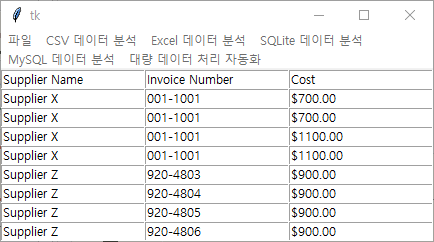 tk
파일 CSV 데이터 분석 Excel 데이터 분석 SQLite 데이터 분석
MySQL 데이터 분석 대량 데이터 처리 자동화
Supplier Name Invoice Number Cost
Supplier X 001-1001 $700.00
Supplier X 001-1001 $700.00
Supplier X 001-1001 $1100.00
Supplier X 001-1001 $1100.00
Supplier Z 920-4803 $900.00
Supplier Z 920-4804 $900.00
Supplier Z 920-4805 $900.00
Supplier Z 920-4806 $900.00